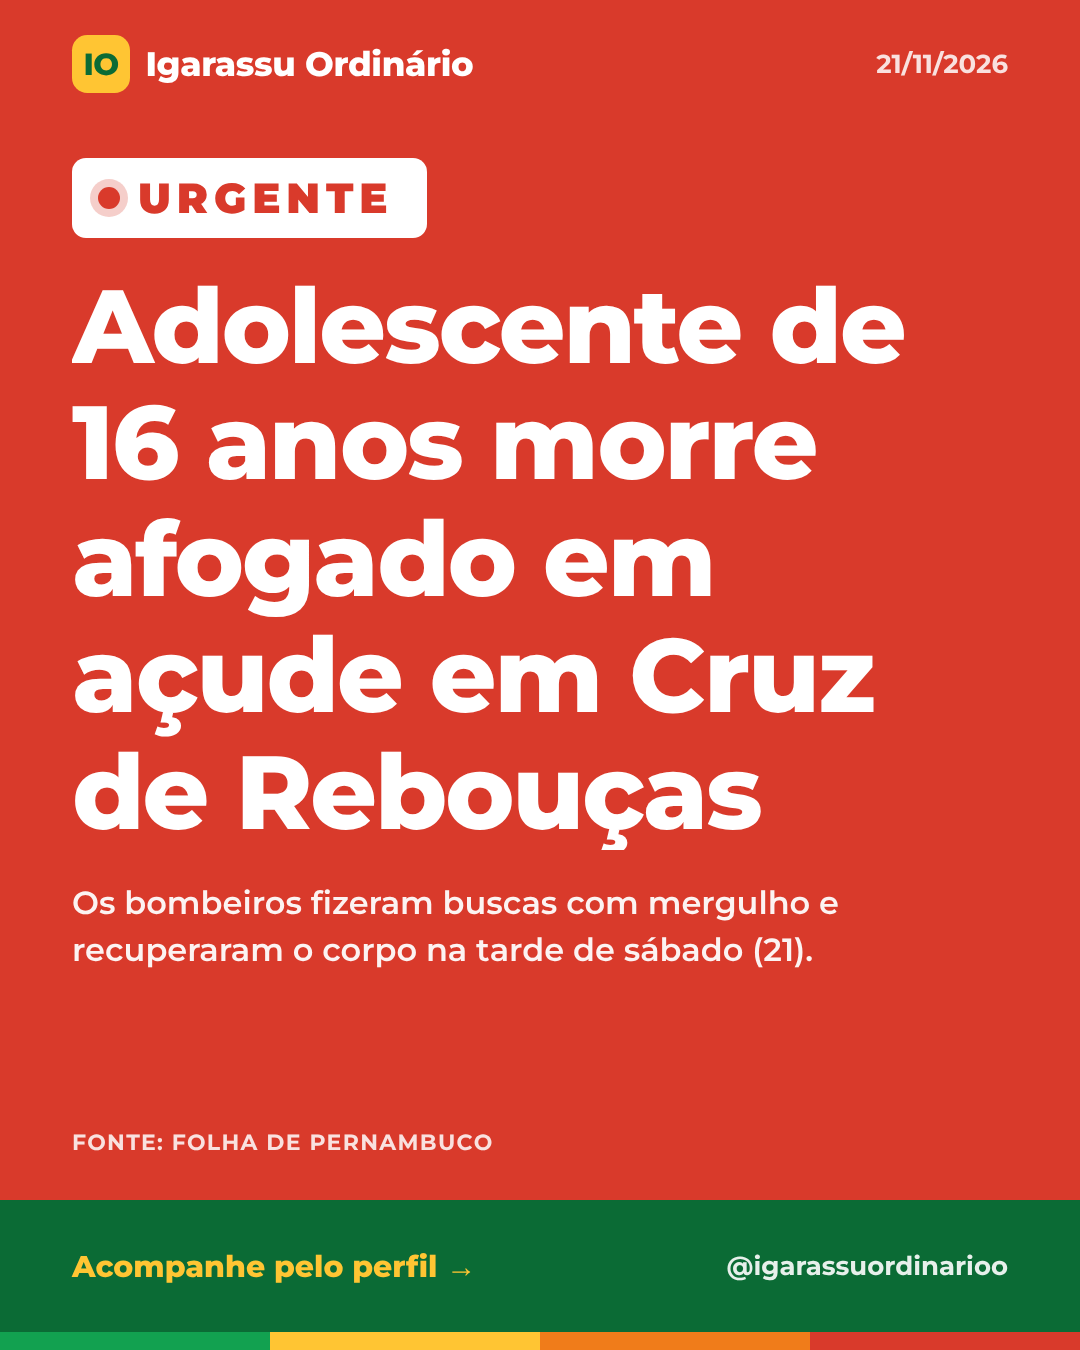 IO Igarassu Ordinário 21/11/2026
URGENTE
Adolescente de
16 anos morre
afogado em
açude em Cruz
de Rebouças
Os bombeiros fizeram buscas com mergulho e
recuperaram o corpo na tarde de sábado (21).
FONTE: FOLHA DE PERNAMBUCO
Acompanhe pelo perfil → @igarassuordinarioo